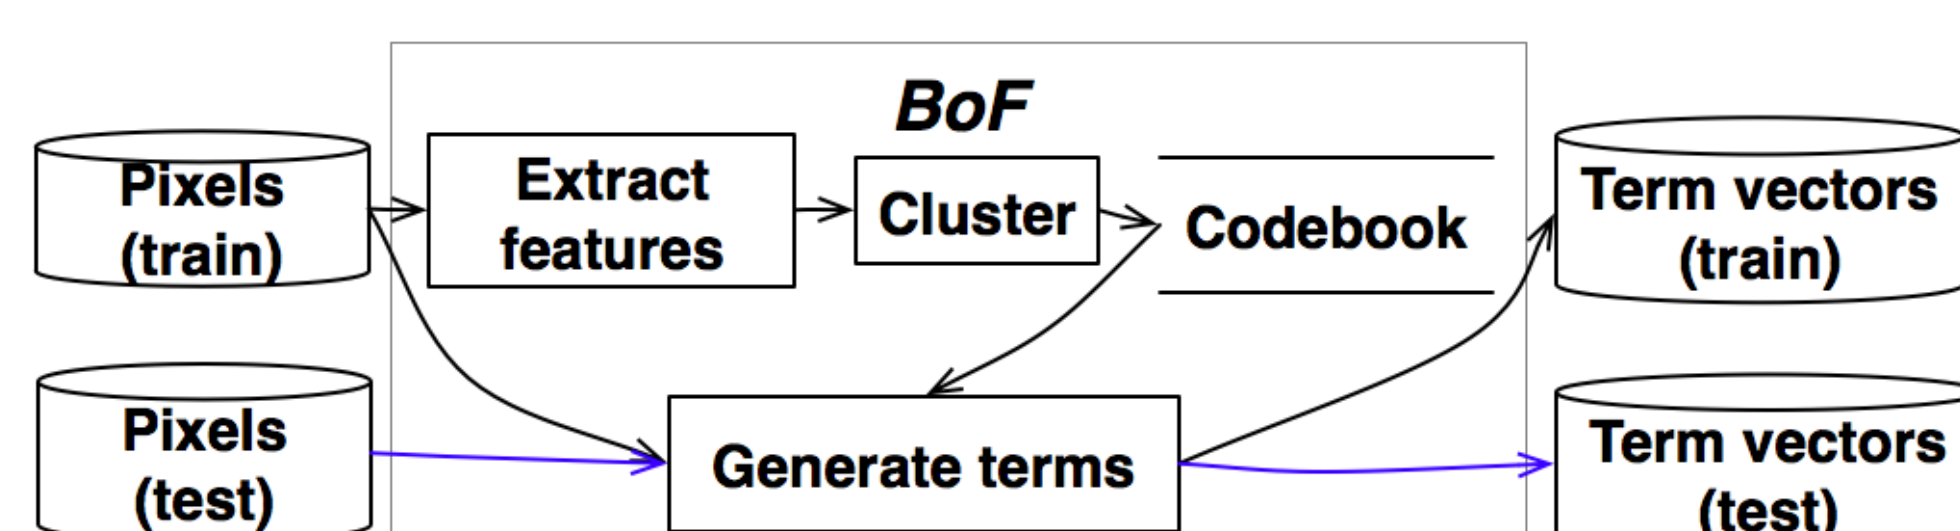 BoF
Pixels
(train)
Extract
features
Cluster
Codebook
Term vectors
(train)
Pixels
(test)
Generate terms
Term vectors
(test)